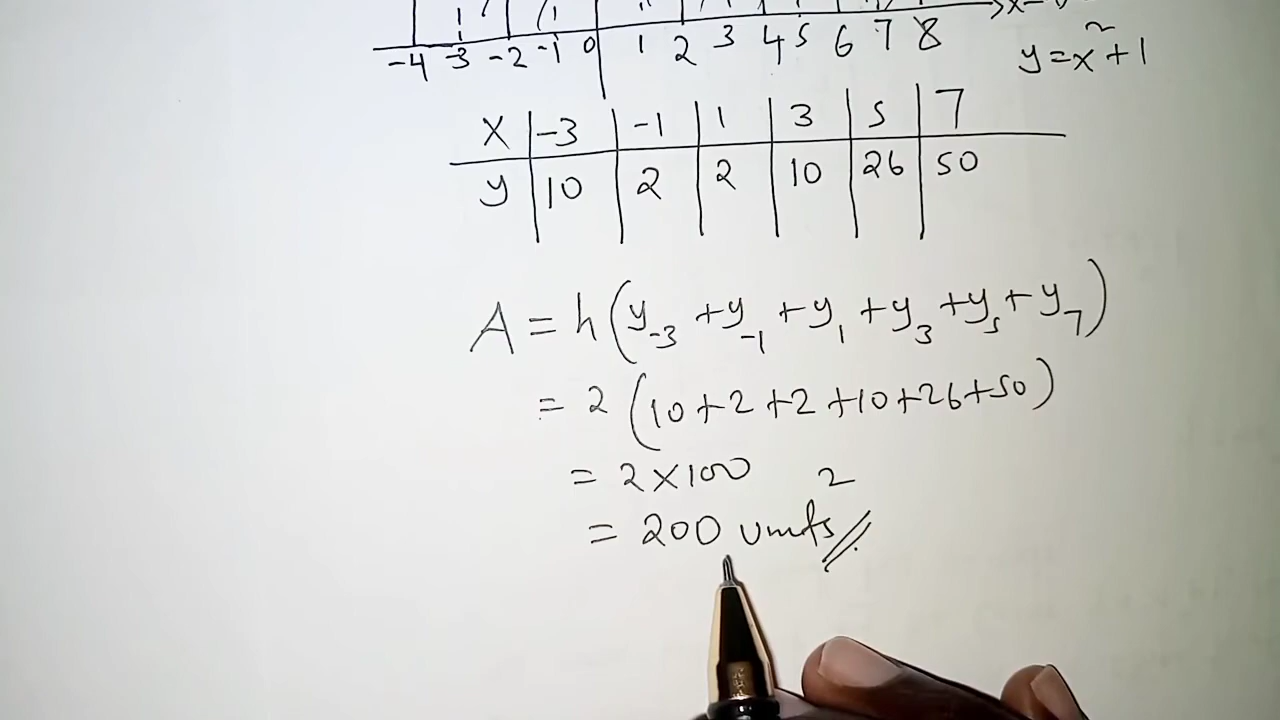 -4 -3 -2 -1 0 1 2 3 4 5 6 7 8
y=x²+1
x -3 -1 1 3 5 7
y 10 2 2 10 26 50
A = h(y₋₃ + y₋₁ + y₁ + y₃ + y₅ + y₇)
= 2 (10+2+2+10+26+50)
= 2×100
= 200 units²